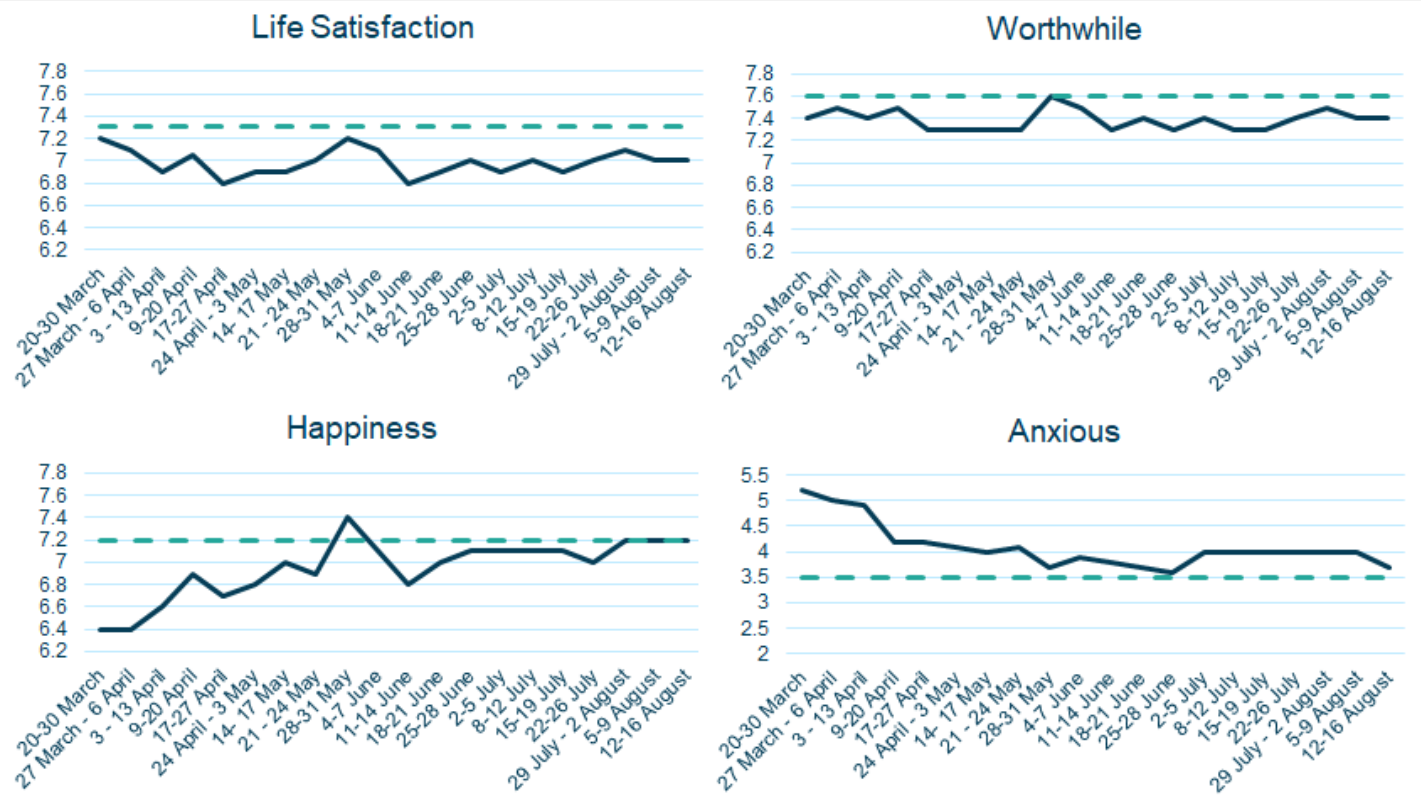 Life Satisfaction
7.8
7.6
7.4
7.2
7
6.8
6.6
6.4
6.2
20-30 March
27 March - 6 April
3 - 13 April
9-20 April
17-27 April
24 April - 3 May
14- 17 May
21 - 24 May
28-31 May
4-7 June
11-14 June
18-21 June
25-28 June
2-5 July
8-12 July
15-19 July
22-26 July
29 July - 2 August
5-9 August
12-16 August
Worthwhile
7.8
7.6
7.4
7.2
7
6.8
6.6
6.4
6.2
20-30 March
27 March - 6 April
3 - 13 April
9-20 April
17-27 April
24 April - 3 May
14- 17 May
21 - 24 May
28-31 May
4-7 June
11-14 June
18-21 June
25-28 June
2-5 July
8-12 July
15-19 July
22-26 July
29 July - 2 August
5-9 August
12-16 August
Happiness
7.8
7.6
7.4
7.2
7
6.8
6.6
6.4
6.2
20-30 March
27 March - 6 April
3 - 13 April
9-20 April
17-27 April
24 April - 3 May
14- 17 May
21 - 24 May
28-31 May
4-7 June
11-14 June
18-21 June
25-28 June
2-5 July
8-12 July
15-19 July
22-26 July
29 July - 2 August
5-9 August
12-16 August
Anxious
5.5
5
4.5
4
3.5
3
2.5
2
20-30 March
27 March - 6 April
3 - 13 April
9-20 April
17-27 April
24 April - 3 May
14- 17 May
21 - 24 May
28-31 May
4-7 June
11-14 June
18-21 June
25-28 June
2-5 July
8-12 July
15-19 July
22-26 July
29 July - 2 August
5-9 August
12-16 August